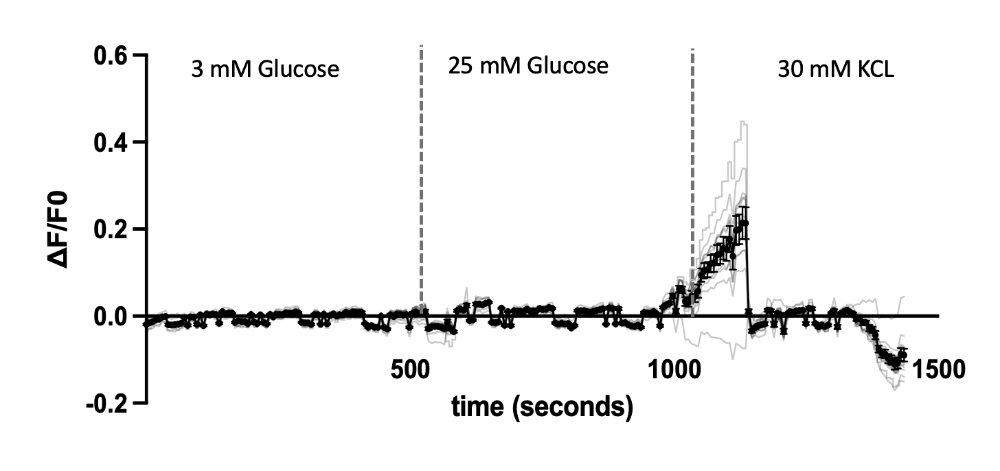 0.6
3 mM Glucose
25 mM Glucose
30 mM KCL
0.4
ΔF/F0
0.2
0.0
500
1000
1500
-0.2
time (seconds)